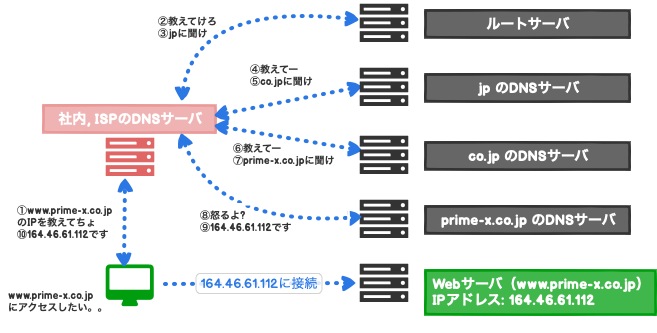 ②教えてけろ
③jpに聞け
ルートサーバ
④教えてー
⑤co.jpに聞け
jp のDNSサーバ
社内, ISPのDNSサーバ
⑥教えてー
⑦prime-x.co.jpに聞け
co.jp のDNSサーバ
①www.prime-x.co.jp
のIPを教えてちょ
⑩164.46.61.112です
⑧怒るよ?
⑨164.46.61.112です
prime-x.co.jp のDNSサーバ
www.prime-x.co.jp
にアクセスしたい。。
164.46.61.112に接続
Webサーバ（www.prime-x.co.jp）
IPアドレス: 164.46.61.112